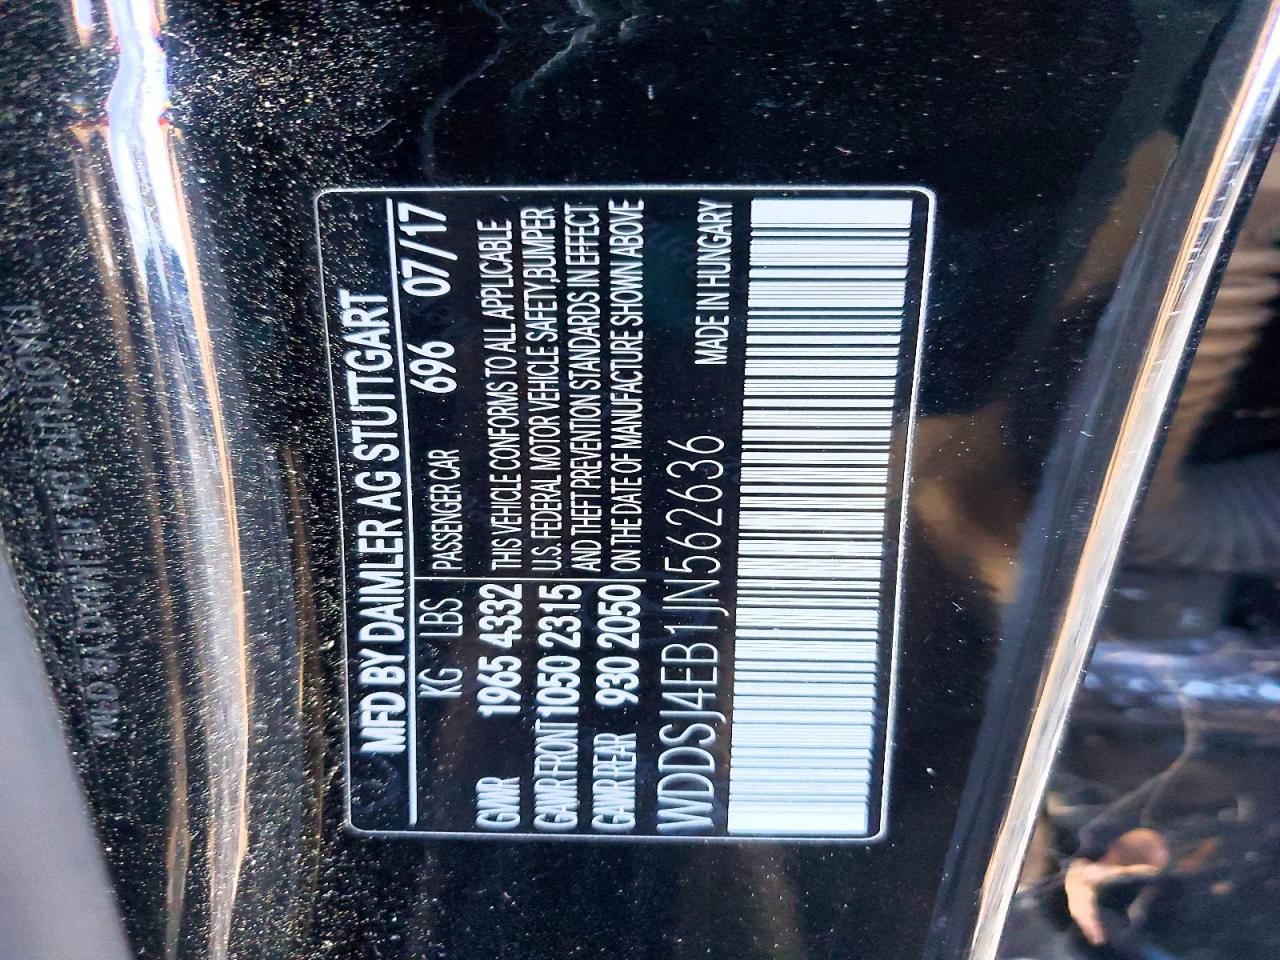 MFD BY DAIMLER AG STUTTGART
KG LBS PASSENGER CAR 696 07/17
GVWR 1965 4332 THIS VEHICLE CONFORMS TO ALL APPLICABLE
U.S. FEDERAL MOTOR VEHICLE SAFETY,BUMPER
GAWR FRONT 1050 2315 AND THEFT PREVENTION STANDARDS IN EFFECT
GAWR REAR 930 2050 ON THE DATE OF MANUFACTURE SHOWN ABOVE
WDDSJ4EB1JN562636 MADE IN HUNGARY